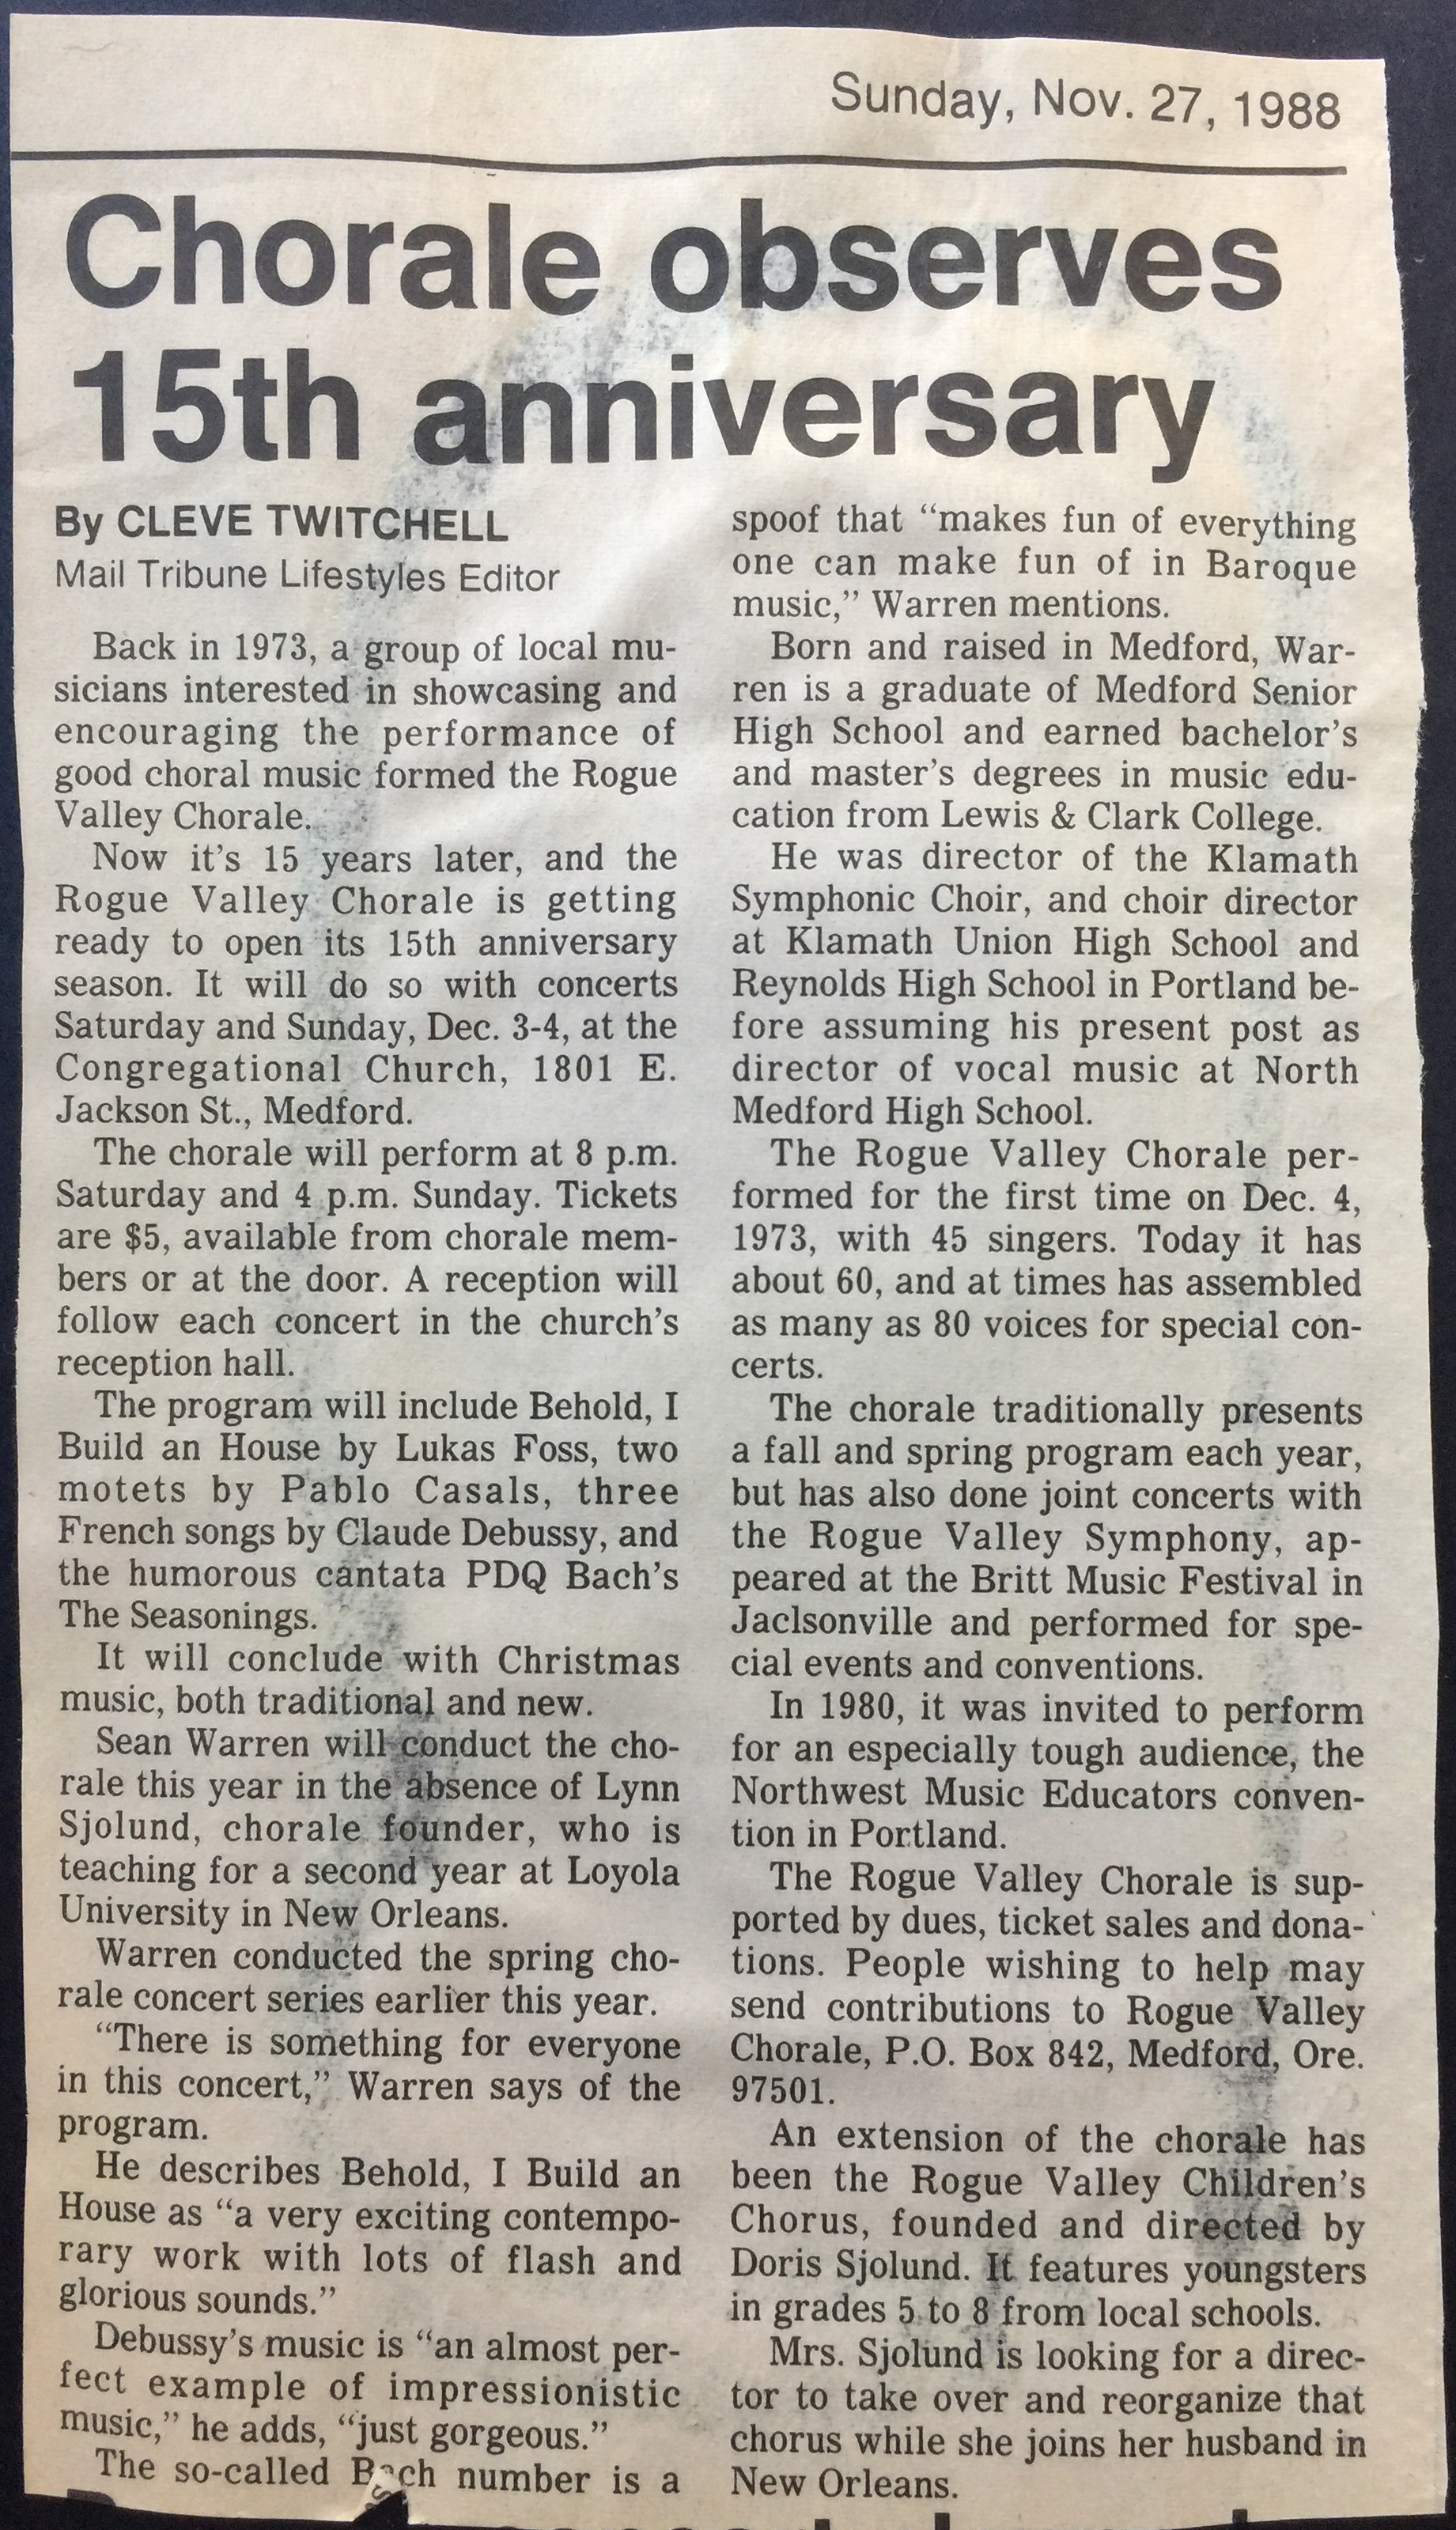 Sunday, Nov. 27, 1988
Chorale observes
15th anniversary
By CLEVE TWITCHELL
Mail Tribune Lifestyles Editor
Back in 1973, a group of local mu-
sicians interested in showcasing and
encouraging the performance of
good choral music formed the Rogue
Valley Chorale.
Now it's 15 years later, and the
Rogue Valley Chorale is getting
ready to open its 15th anniversary
season. It will do so with concerts
Saturday and Sunday, Dec. 3-4, at the
Congregational Church, 1801 E.
Jackson St., Medford.
The chorale will perform at 8 p.m.
Saturday and 4 p.m. Sunday. Tickets
are $5, available from chorale mem-
bers or at the door. A reception will
follow each concert in the church's
reception hall.
The program will include Behold, I
Build an House by Lukas Foss, two
motets by Pablo Casals, three
French songs by Claude Debussy, and
the humorous cantata PDQ Bach's
The Seasonings.
It will conclude with Christmas
music, both traditional and new.
Sean Warren will conduct the cho-
rale this year in the absence of Lynn
Sjolund, chorale founder, who is
teaching for a second year at Loyola
University in New Orleans.
Warren conducted the spring cho-
rale concert series earlier this year.
"There is something for everyone
in this concert," Warren says of the
program.
He describes Behold, I Build an
House as "a very exciting contempo-
rary work with lots of flash and
glorious sounds."
Debussy's music is "an almost per-
fect example of impressionistic
music," he adds, "just gorgeous."
The so-called Bach number is a
spoof that "makes fun of everything
one can make fun of in Baroque
music," Warren mentions.
Born and raised in Medford, War-
ren is a graduate of Medford Senior
High School and earned bachelor's
and master's degrees in music edu-
cation from Lewis & Clark College.
He was director of the Klamath
Symphonic Choir, and choir director
at Klamath Union High School and
Reynolds High School in Portland be-
fore assuming his present post as
director of vocal music at North
Medford High School.
The Rogue Valley Chorale per-
formed for the first time on Dec. 4,
1973, with 45 singers. Today it has
about 60, and at times has assembled
as many as 80 voices for special con-
certs.
The chorale traditionally presents
a fall and spring program each year,
but has also done joint concerts with
the Rogue Valley Symphony, ap-
peared at the Britt Music Festival in
Jaclsonville and performed for spe-
cial events and conventions.
In 1980, it was invited to perform
for an especially tough audience, the
Northwest Music Educators conven-
tion in Portland.
The Rogue Valley Chorale is sup-
ported by dues, ticket sales and dona-
tions. People wishing to help may
send contributions to Rogue Valley
Chorale, P.O. Box 842, Medford, Ore.
97501.
An extension of the chorale has
been the Rogue Valley Children's
Chorus, founded and directed by
Doris Sjolund. It features youngsters
in grades 5 to 8 from local schools.
Mrs. Sjolund is looking for a direc-
tor to take over and reorganize that
chorus while she joins her husband in
New Orleans.